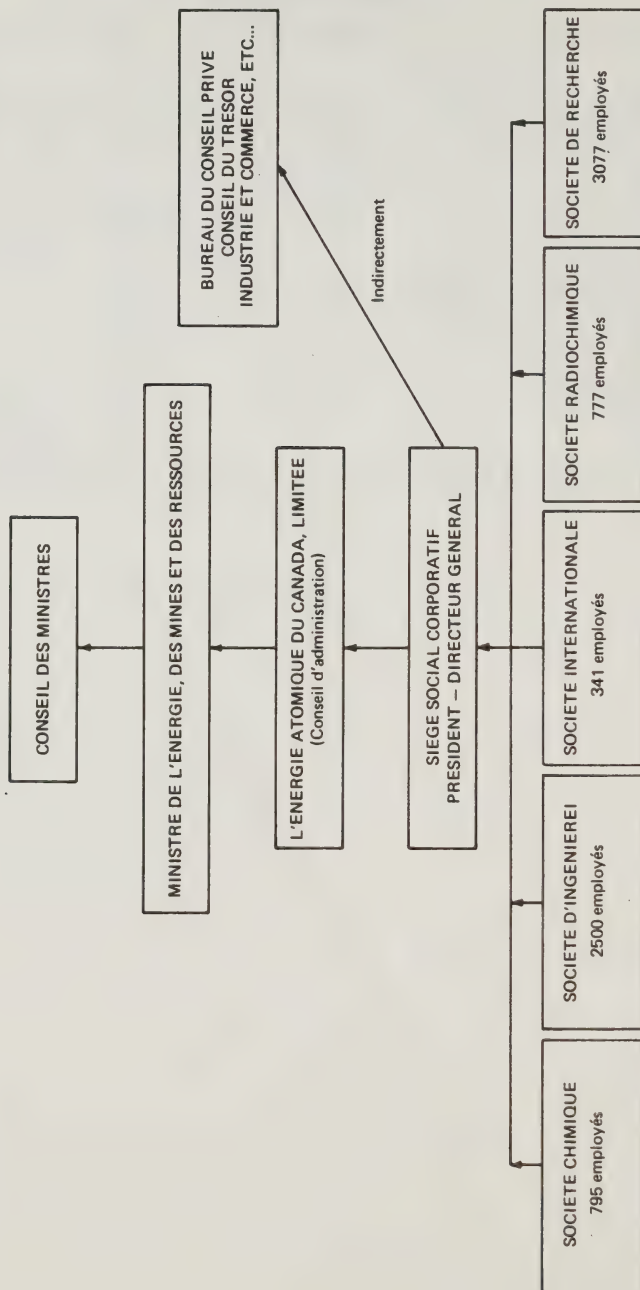 CONSEIL DES MINISTRES
MINISTRE DE L'ENERGIE, DES MINES ET DES RESSOURCES
BUREAU DU CONSEIL PRIVE
CONSEIL DU TRESOR
INDUSTRIE ET COMMERCE, ETC...
L'ENERGIE ATOMIQUE DU CANADA, LIMITEE
(Conseil d'administration)
Indirectement
SIEGE SOCIAL CORPORATIF
PRESIDENT – DIRECTEUR GENERAL
SOCIETE CHIMIQUE
795 employés
SOCIETE D'INGENIEREI
2500 employés
SOCIETE INTERNATIONALE
341 employés
SOCIETE RADIOCHIMIQUE
777 employés
SOCIETE DE RECHERCHE
3077 employés